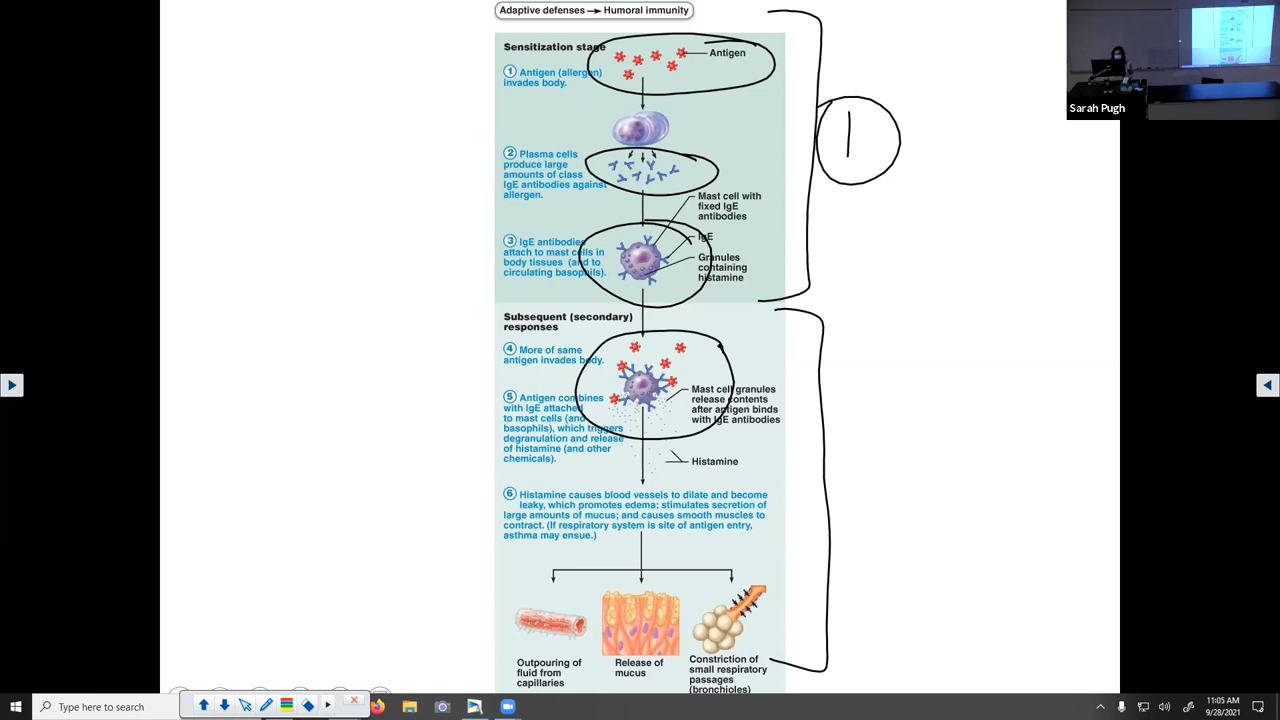 Adaptive defenses → Humoral immunity
Sensitization stage
Antigen
① Antigen (allergen)
invades body.
② Plasma cells
produce large
amounts of class
IgE antibodies against
allergen.
Mast cell with
fixed IgE
antibodies
③ IgE antibodies
attach to mast cells in
body tissues (and to
circulating basophils).
IgE
Granules
containing
histamine
1
Subsequent (secondary)
responses
④ More of same
antigen invades body.
⑤ Antigen combines
with IgE attached
to mast cells (and
basophils), which triggers
degranulation and release
of histamine (and other
chemicals).
Mast cell granules
release contents
after antigen binds
with IgE antibodies
Histamine
⑥ Histamine causes blood vessels to dilate and become
leaky, which promotes edema; stimulates secretion of
large amounts of mucus; and causes smooth muscles to
contract. (If respiratory system is site of antigen entry,
asthma may ensue.)
Outpouring of
fluid from
capillaries
Release of
mucus
Constriction of
small respiratory
passages
(bronchioles)
Sarah Pugh
Type here to search
11:05 AM
9/28/2021